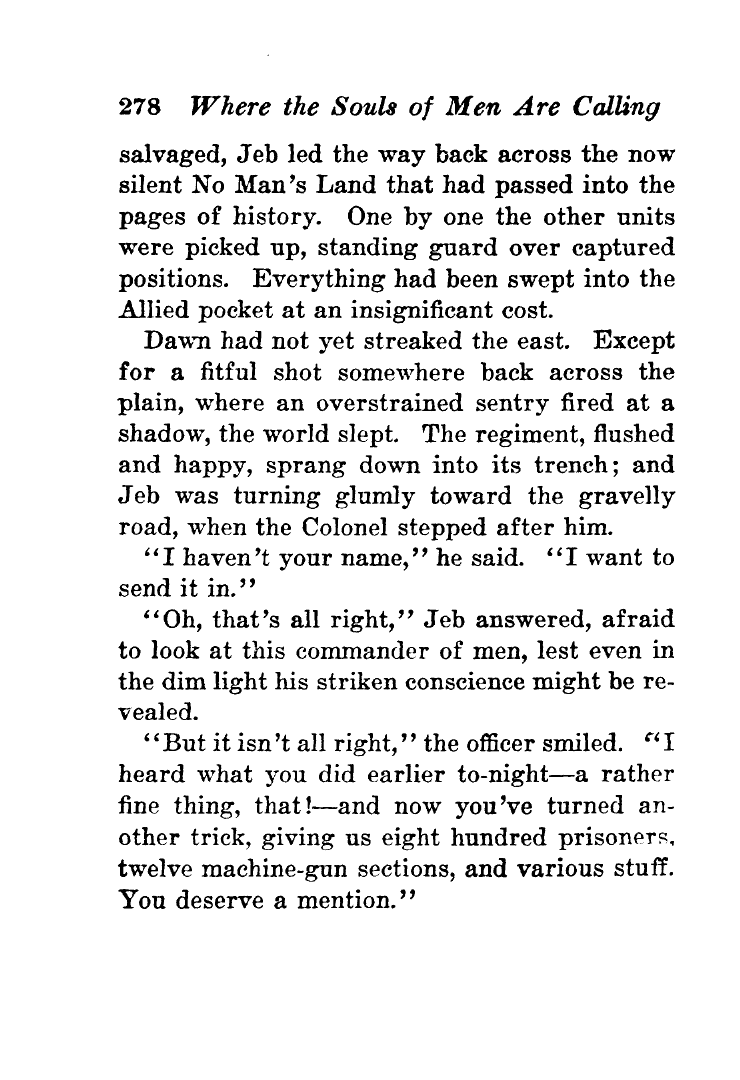 278 Where the Souls of Men Are Calling
salvaged, Jeb led the way back across the now
silent No Man's Land that had passed into the
pages of history. One by one the other units
were picked up, standing guard over captured
positions. Everything had been swept into the
Allied pocket at an insignificant cost.
Dawn had not yet streaked the east. Except
for a fitful shot somewhere back across the
plain, where an overstrained sentry fired at a
shadow, the world slept. The regiment, flushed
and happy, sprang down into its trench; and
Jeb was turning glumly toward the gravelly
road, when the Colonel stepped after him.
"I haven't your name," he said. "I want to
send it in."
"Oh, that's all right," Jeb answered, afraid
to look at this commander of men, lest even in
the dim light his striken conscience might be re-
vealed.
"But it isn't all right," the officer smiled. "I
heard what you did earlier to-night—a rather
fine thing, that!—and now you've turned an-
other trick, giving us eight hundred prisoners,
twelve machine-gun sections, and various stuff.
You deserve a mention."